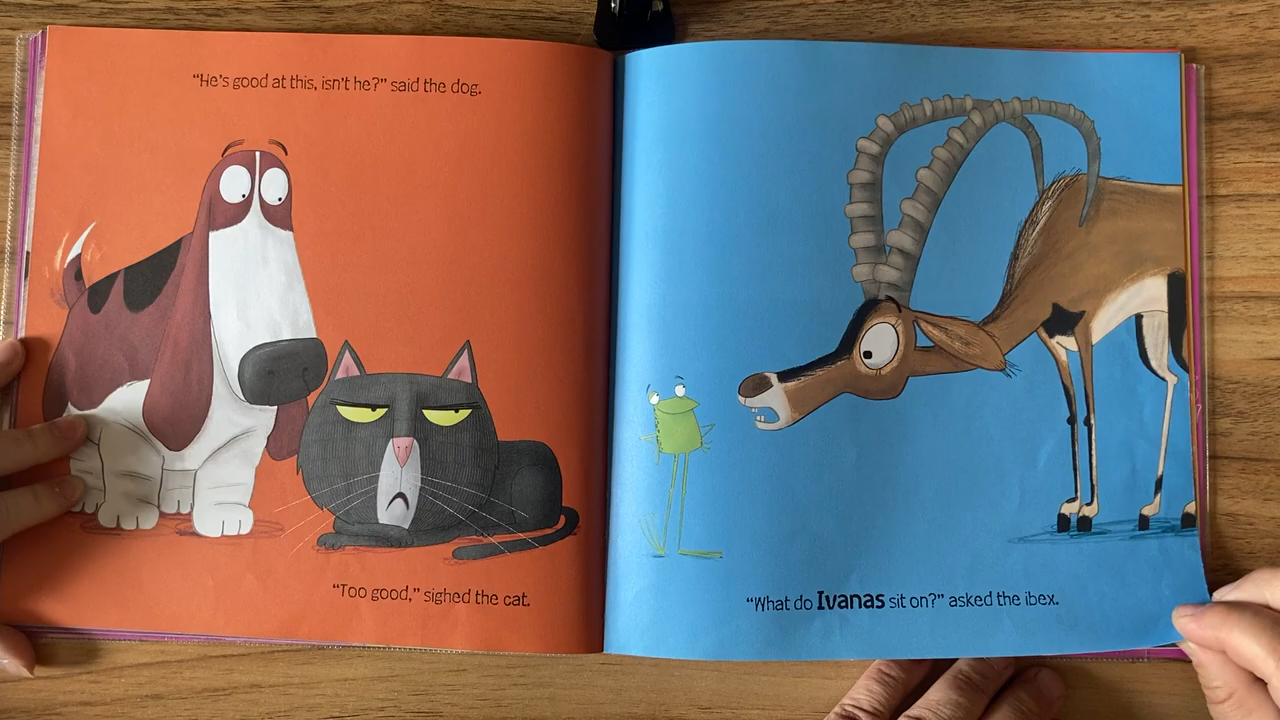 “He’s good at this, isn’t he?” said the dog.
“Too good,” sighed the cat.
“What do Ivanas sit on?” asked the ibex.